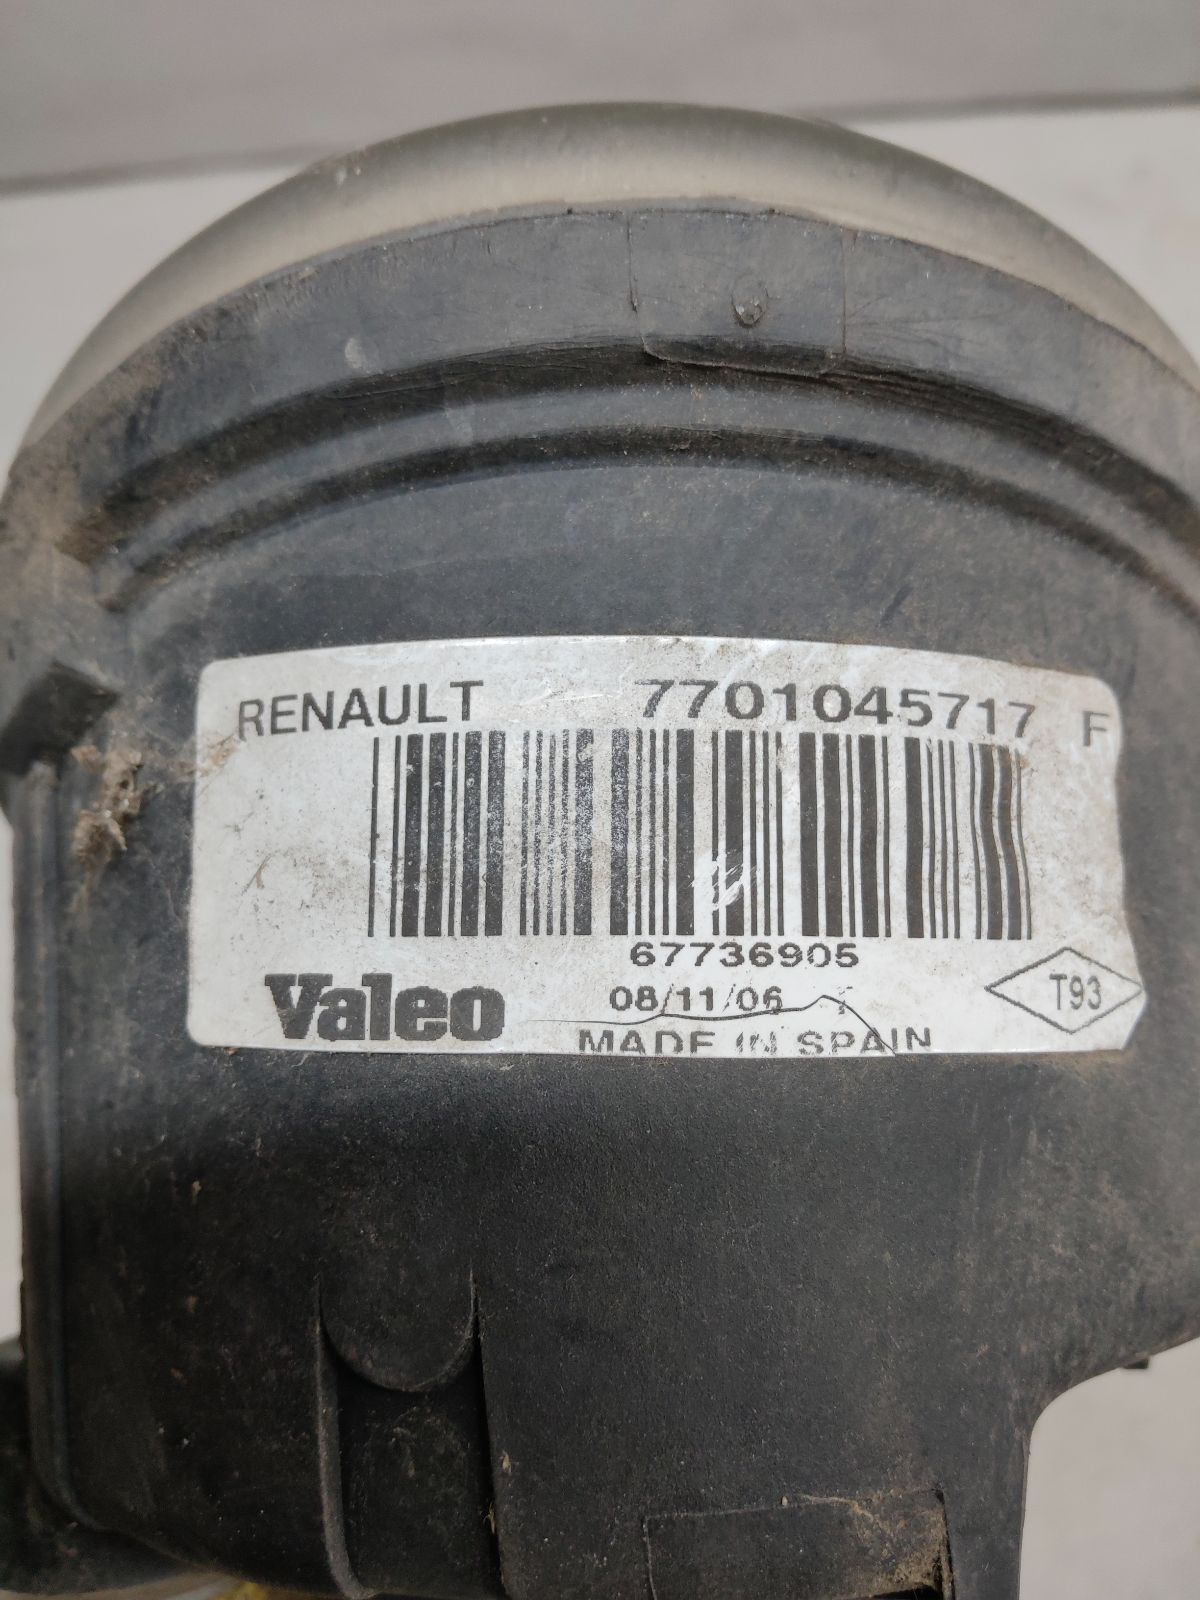 RENAULT 7701045717 F
67736905
Valeo 08/11/06
MADE IN SPAIN
T93